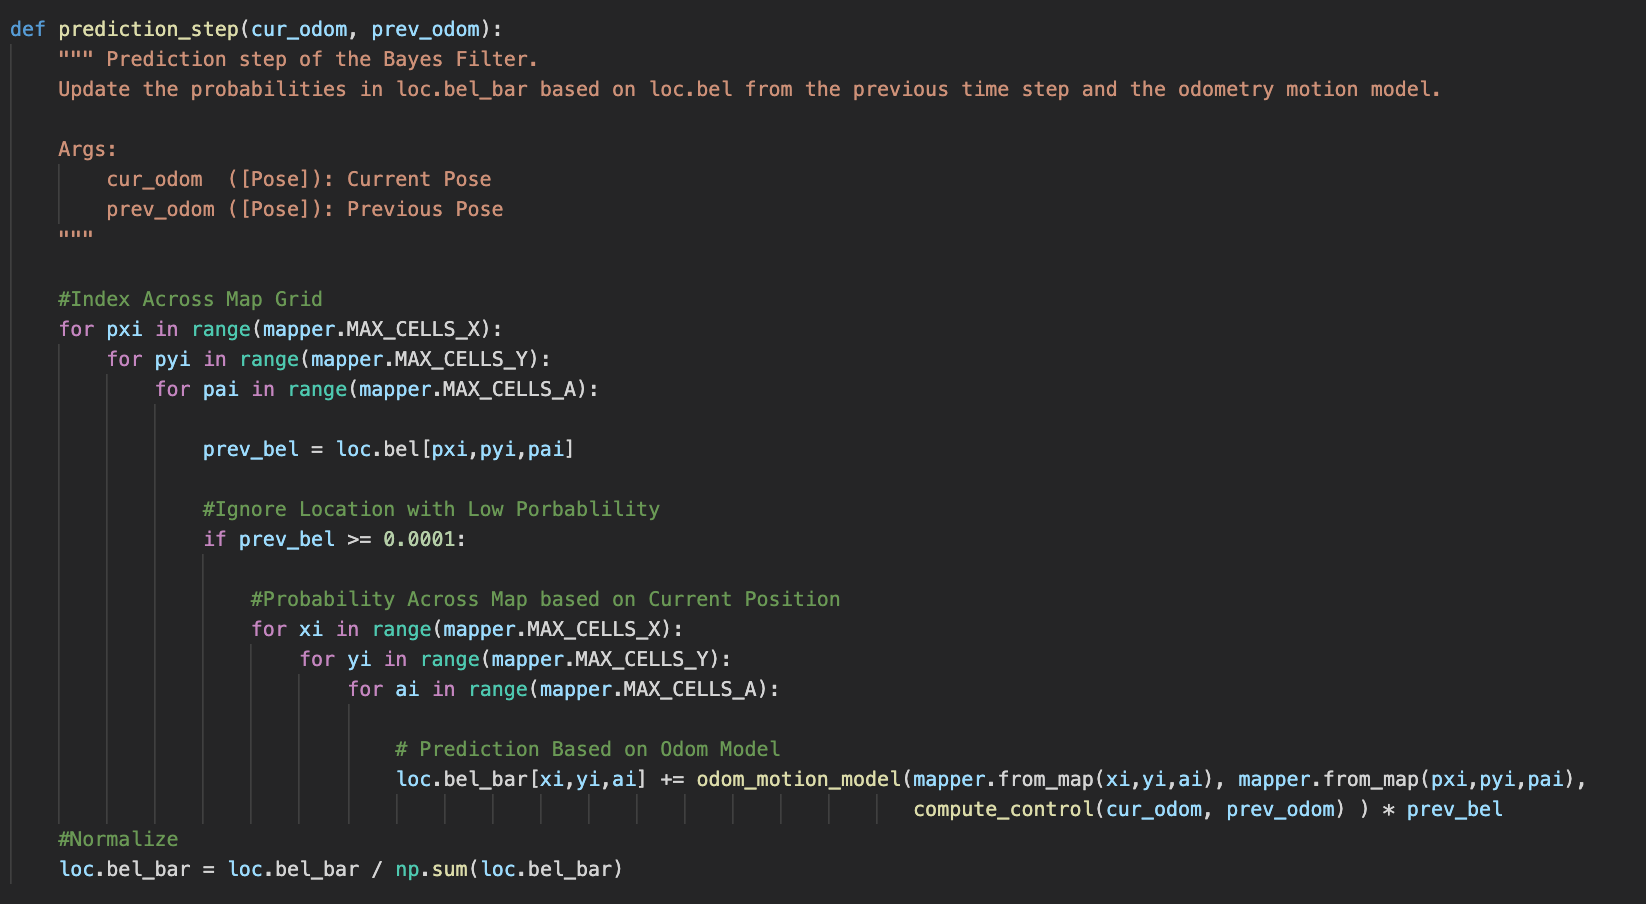 def prediction_step(cur_odom, prev_odom):
    """ Prediction step of the Bayes Filter.
    Update the probabilities in loc.bel_bar based on loc.bel from the previous time step and the odometry motion model.

    Args:
        cur_odom  ([Pose]): Current Pose
        prev_odom ([Pose]): Previous Pose
    """

    #Index Across Map Grid
    for pxi in range(mapper.MAX_CELLS_X):
        for pyi in range(mapper.MAX_CELLS_Y):
            for pai in range(mapper.MAX_CELLS_A):

                prev_bel = loc.bel[pxi,pyi,pai]

                #Ignore Location with Low Porbablility
                if prev_bel >= 0.0001:

                    #Probability Across Map based on Current Position
                    for xi in range(mapper.MAX_CELLS_X):
                        for yi in range(mapper.MAX_CELLS_Y):
                            for ai in range(mapper.MAX_CELLS_A):

                                # Prediction Based on Odom Model
                                loc.bel_bar[xi,yi,ai] += odom_motion_model(mapper.from_map(xi,yi,ai), mapper.from_map(pxi,pyi,pai),
                                                                           compute_control(cur_odom, prev_odom) ) * prev_bel
    #Normalize
    loc.bel_bar = loc.bel_bar / np.sum(loc.bel_bar)